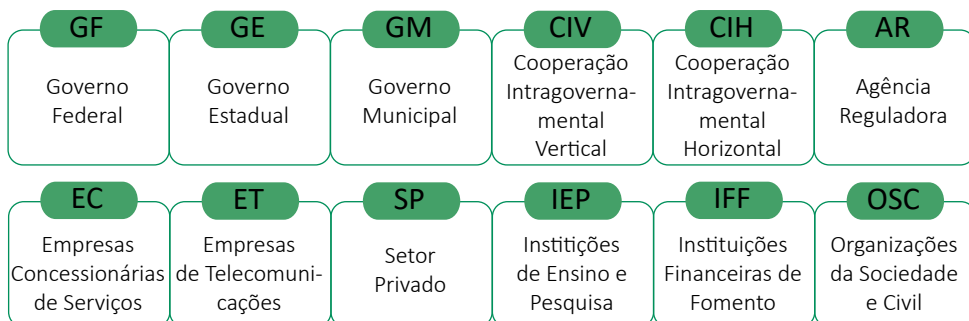 GF
Governo
Federal
GE
Governo
Estadual
GM
Governo
Municipal
CIV
Cooperação
Intragoverna-
mental
Vertical
CIH
Cooperação
Intragoverna-
mental
Horizontal
AR
Agência
Reguladora
EC
Empresas
Concessionárias
de Serviços
ET
Empresas
de Telecomuni-
cações
SP
Setor
Privado
IEP
Institições
de Ensino e
Pesquisa
IFF
Instituições
Financeiras de
Fomento
OSC
Organizações
da Sociedade
e Civil